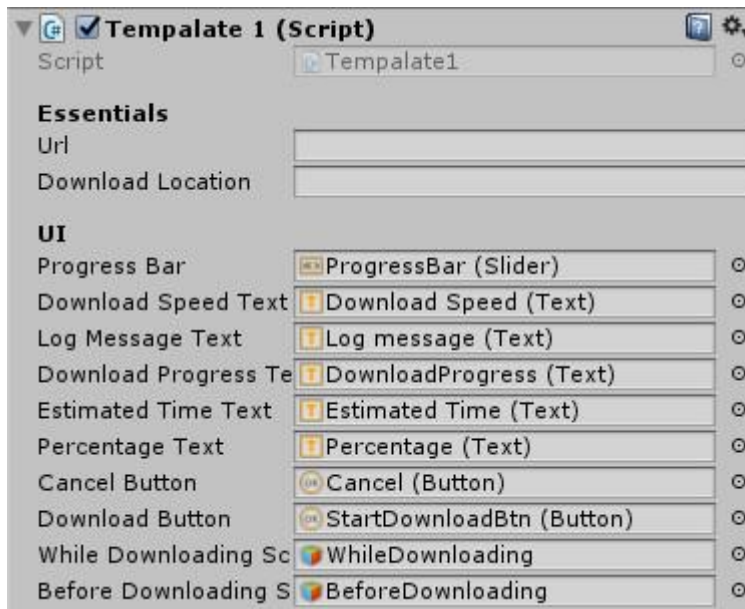 Tempalate 1 (Script)
Script Tempalate1
Essentials
Url
Download Location
UI
Progress Bar ProgressBar (Slider)
Download Speed Text Download Speed (Text)
Log Message Text Log message (Text)
Download Progress Te DownloadProgress (Text)
Estimated Time Text Estimated Time (Text)
Percentage Text Percentage (Text)
Cancel Button Cancel (Button)
Download Button StartDownloadBtn (Button)
While Downloading Sc WhileDownloading
Before Downloading S BeforeDownloading